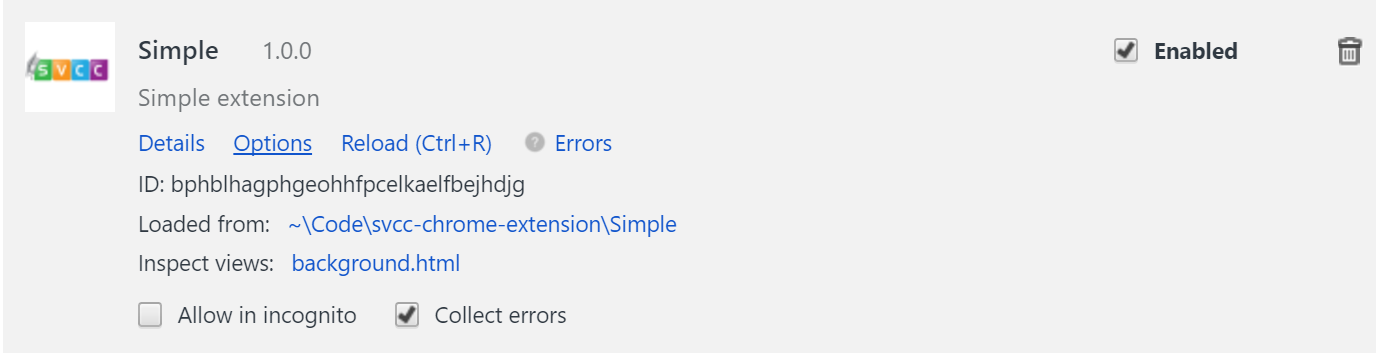 SVCC
Simple 1.0.0 Enabled
Simple extension
Details Options Reload (Ctrl+R) ? Errors
ID: bphblhagphgeohhfpcelkaelfbejhdjg
Loaded from: ~\Code\svcc-chrome-extension\Simple
Inspect views: background.html
Allow in incognito Collect errors